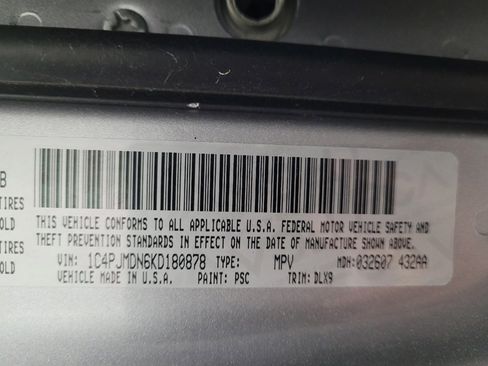 B
TIRES
THIS VEHICLE CONFORMS TO ALL APPLICABLE U.S.A. FEDERAL MOTOR VEHICLE SAFETY AND
OLD
THEFT PREVENTION STANDARDS IN EFFECT ON THE DATE OF MANUFACTURE SHOWN ABOVE.
TIRES
VIN: 1C4PJMDN6KD180878 TYPE: MPV MDH: 032607 432AA
OLD
VEHICLE MADE IN U.S.A. PAINT: PSC TRIM: DLX9